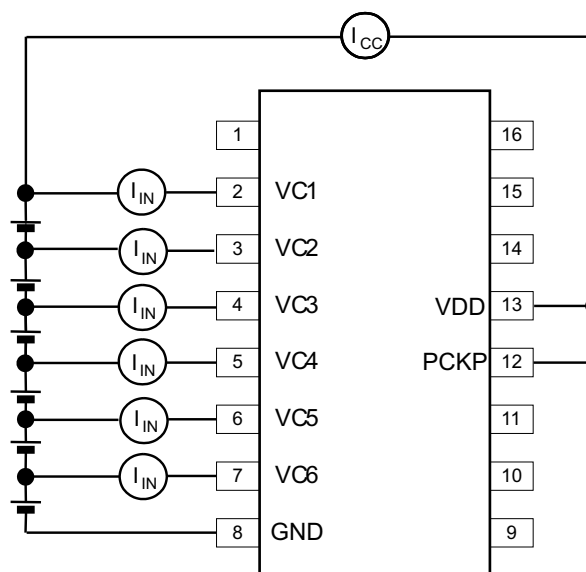 ICC
1 16
IIN 2 VC1 15
IIN 3 VC2 14
IIN 4 VC3 VDD 13
IIN 5 VC4 PCKP 12
IIN 6 VC5 11
IIN 7 VC6 10
8 GND 9